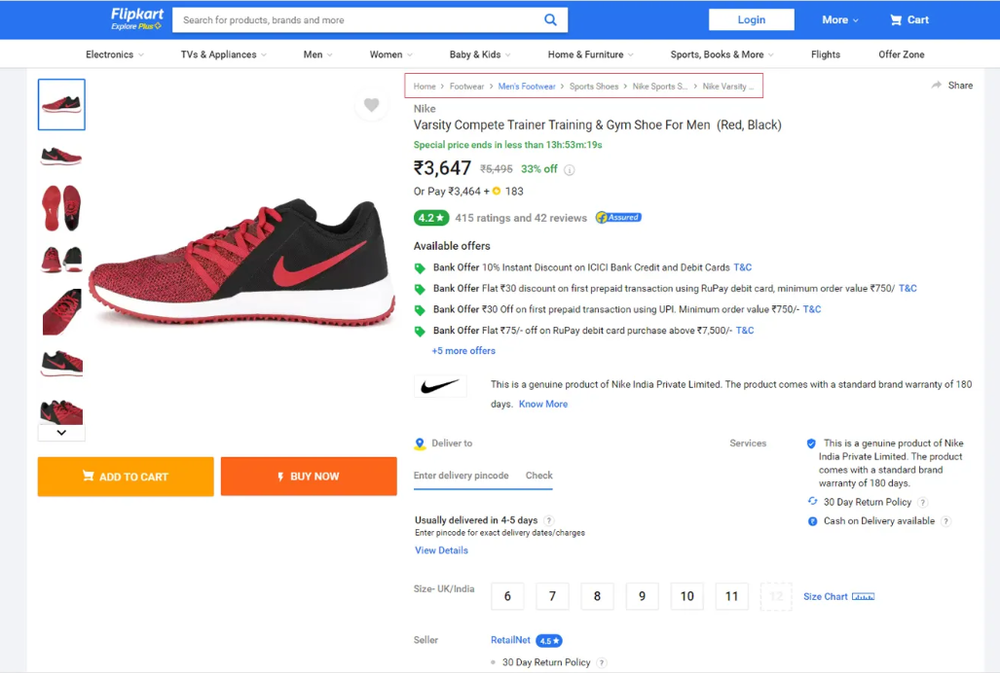 Flipkart
Explore Plus
Search for products, brands and more
Login
More
Cart
Electronics
TVs & Appliances
Men
Women
Baby & Kids
Home & Furniture
Sports, Books & More
Flights
Offer Zone
Home > Footwear > Men's Footwear > Sports Shoes > Nike Sports S... > Nike Varsity ...
Share
Nike
Varsity Compete Trainer Training & Gym Shoe For Men (Red, Black)
Special price ends in less than 13h:53m:19s
₹3,647 ₹5,495 33% off
Or Pay ₹3,464 + 183
4.2★ 415 ratings and 42 reviews Assured
Available offers
Bank Offer 10% Instant Discount on ICICI Bank Credit and Debit Cards T&C
Bank Offer Flat ₹30 discount on first prepaid transaction using RuPay debit card, minimum order value ₹750/ T&C
Bank Offer ₹30 Off on first prepaid transaction using UPI. Minimum order value ₹750/- T&C
Bank Offer Flat ₹75/- off on RuPay debit card purchase above ₹7,500/- T&C
+5 more offers
This is a genuine product of Nike India Private Limited. The product comes with a standard brand warranty of 180
days. Know More
ADD TO CART
BUY NOW
Deliver to
Enter delivery pincode Check
Usually delivered in 4-5 days ?
Enter pincode for exact delivery dates/charges
View Details
Services
This is a genuine product of Nike
India Private Limited. The product
comes with a standard brand
warranty of 180 days.
30 Day Return Policy ?
Cash on Delivery available ?
Size- UK/India
6 7 8 9 10 11 12
Size Chart
Seller
RetailNet 4.5★
30 Day Return Policy ?